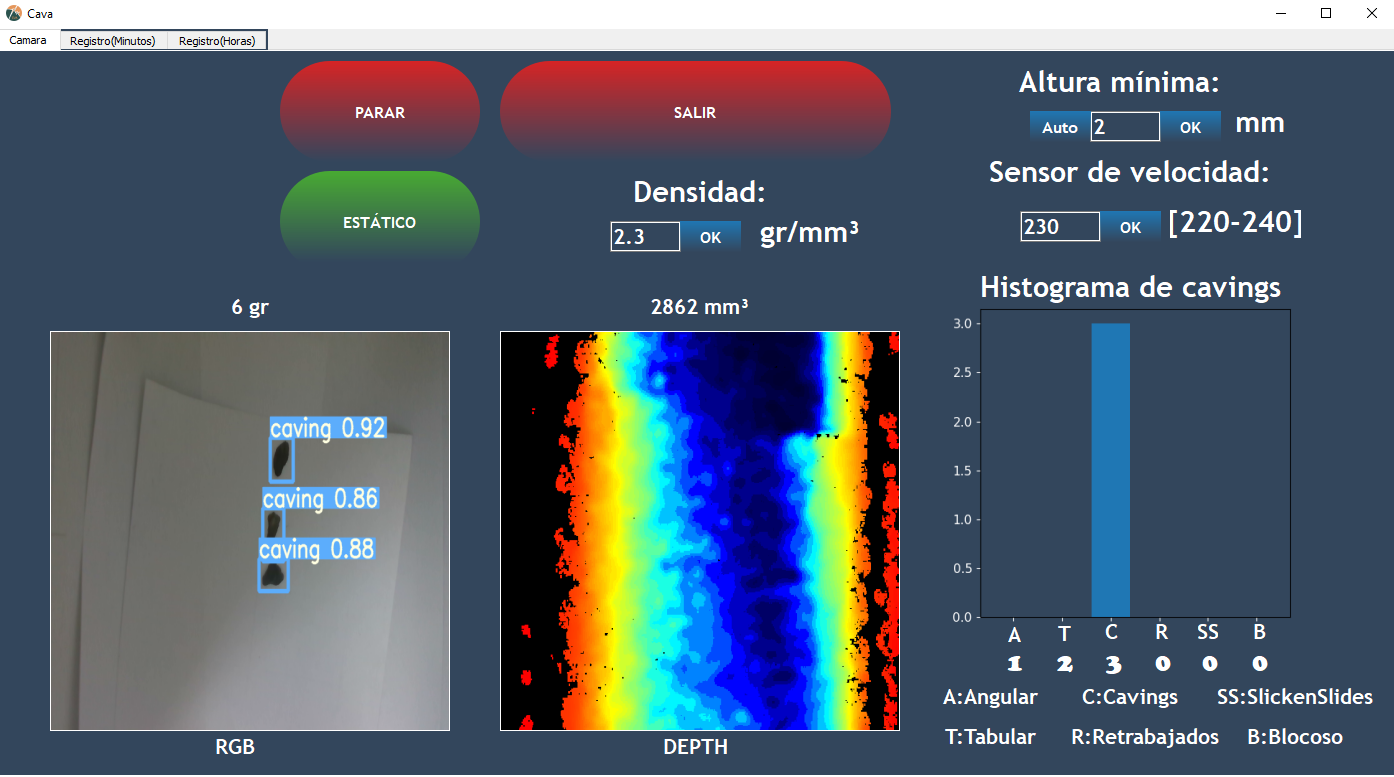 Cava
Camara Registro(Minutos) Registro(Horas)
PARAR SALIR
ESTÁTICO
Densidad:
2.3 OK gr/mm³
Altura mínima:
Auto 2 OK mm
Sensor de velocidad:
230 OK [220-240]
6 gr
caving 0.92
caving 0.86
caving 0.88
RGB
2862 mm³
DEPTH
Histograma de cavings
3.0
2.5
2.0
1.5
1.0
0.5
0.0
A T C R SS B
1 2 3 0 0 0
A:Angular C:Cavings SS:SlickenSlides
T:Tabular R:Retrabajados B:Blocoso